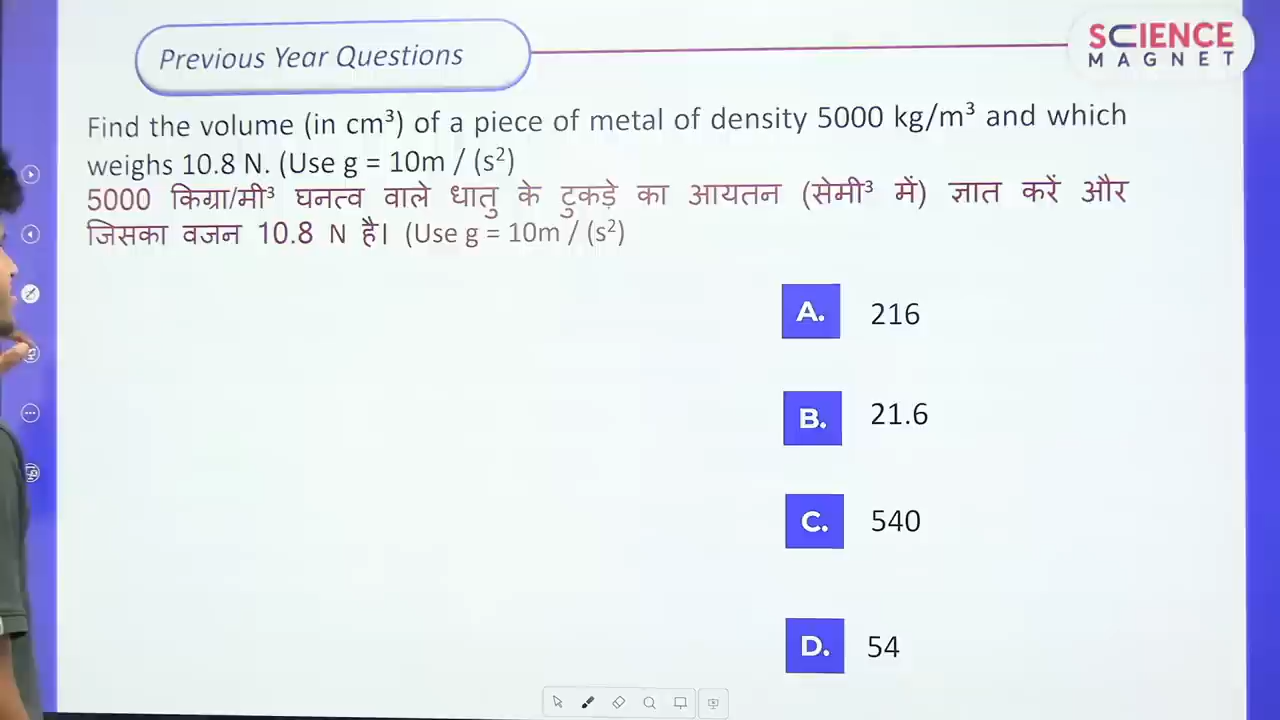 Previous Year Questions
SCIENCE
MAGNET
Find the volume (in cm³) of a piece of metal of density 5000 kg/m³ and which
weighs 10.8 N. (Use g = 10m / (s²)
5000 किग्रा/मी³ घनत्व वाले धातु के टुकड़े का आयतन (सेमी³ में) ज्ञात करें और
जिसका वजन 10.8 N है। (Use g = 10m / (s²)
A. 216
B. 21.6
C. 540
D. 54